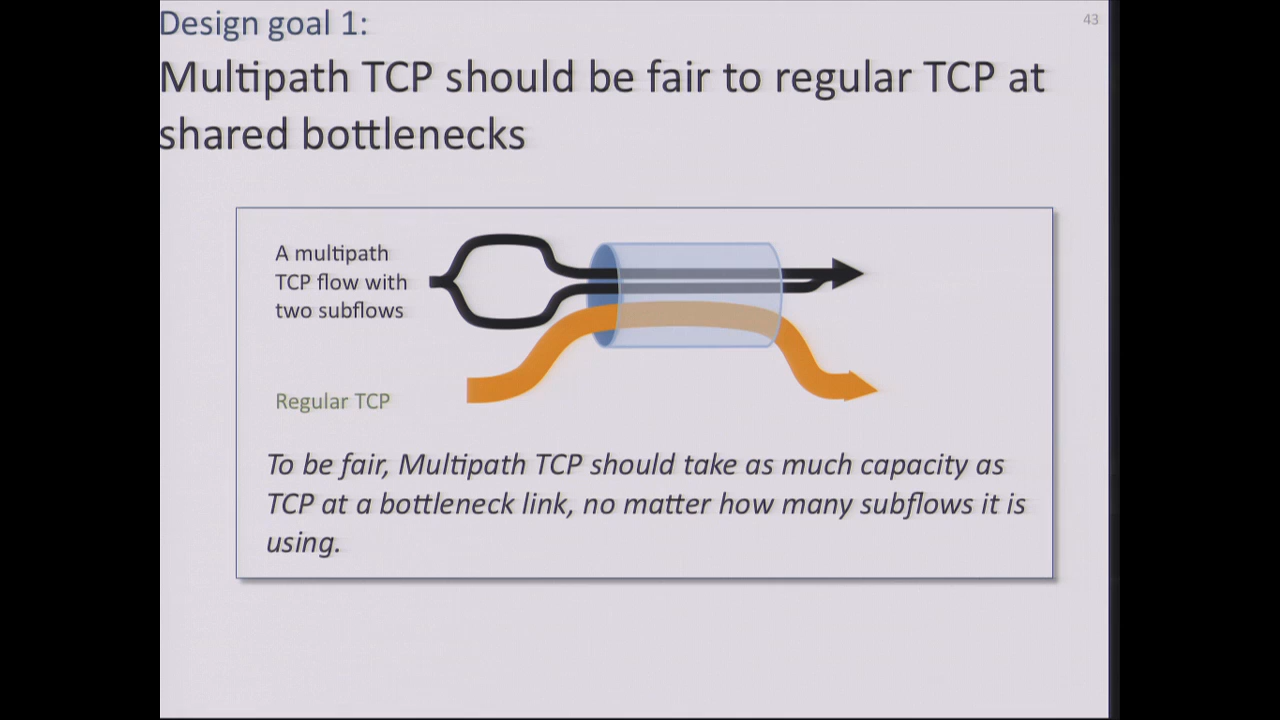 43
Design goal 1:
Multipath TCP should be fair to regular TCP at
shared bottlenecks
A multipath
TCP flow with
two subflows
Regular TCP
To be fair, Multipath TCP should take as much capacity as
TCP at a bottleneck link, no matter how many subflows it is
using.